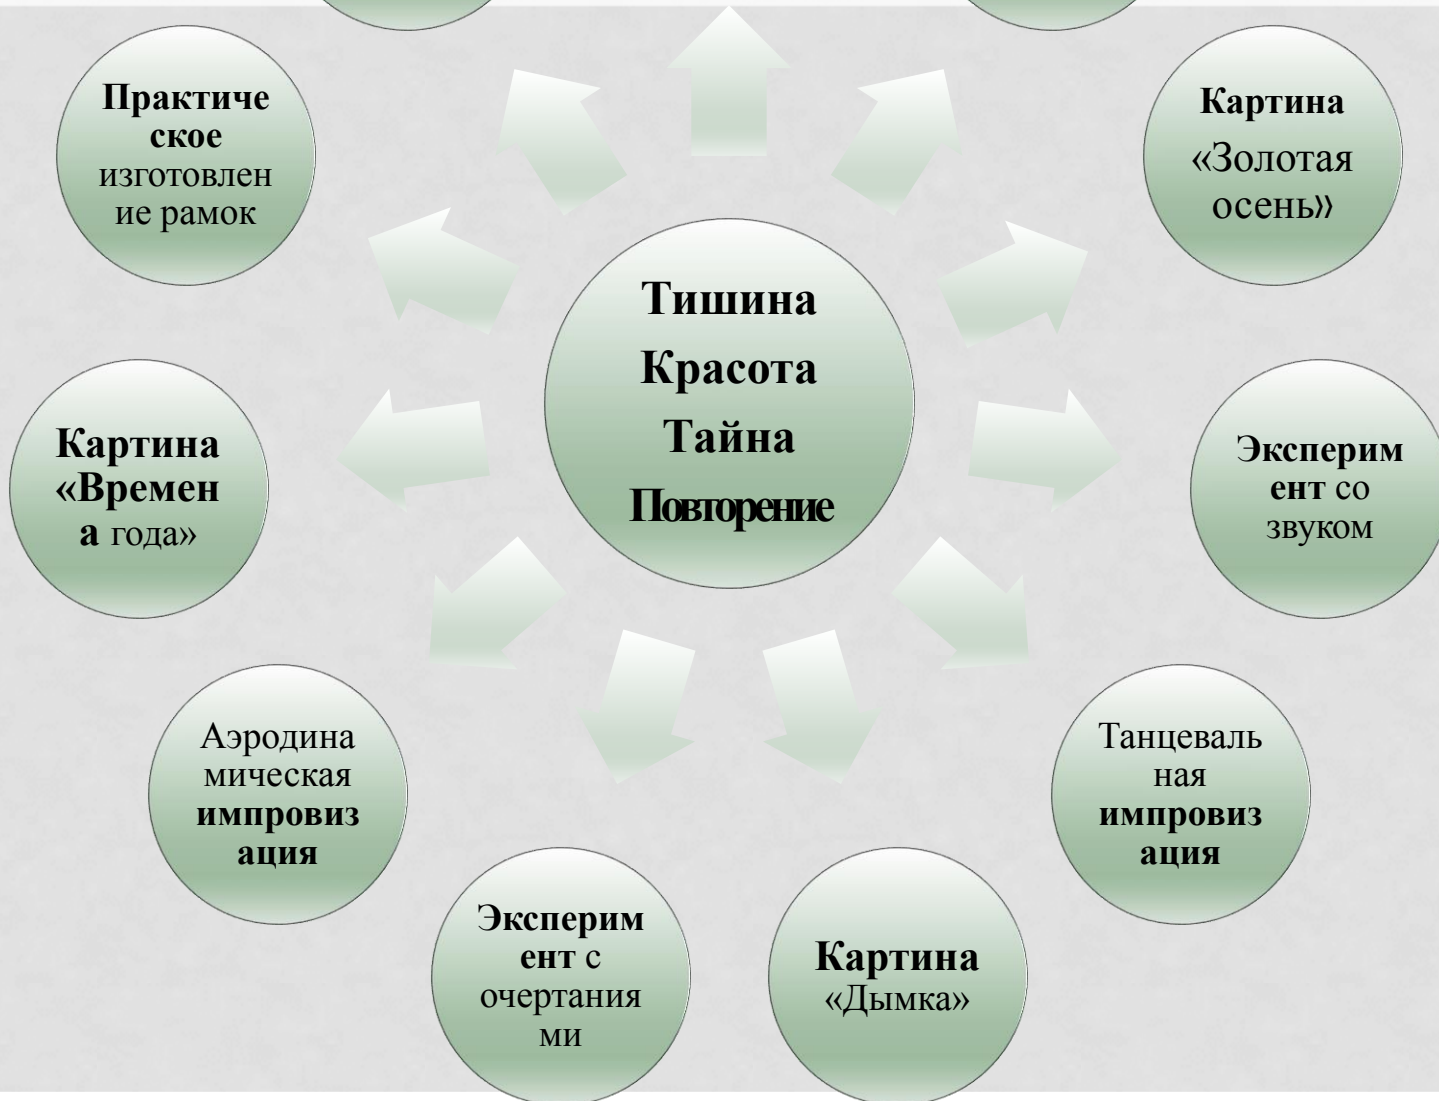 Практиче
ское
изготовлен
ие рамок
Картина
«Золотая
осень»
Тишина
Красота
Тайна
Повторение
Картина
«Времен
а года»
Эксперим
ент со
звуком
Аэродина
мическая
импровиз
ация
Танцеваль
ная
импровиз
ация
Эксперим
ент с
очертания
ми
Картина
«Дымка»